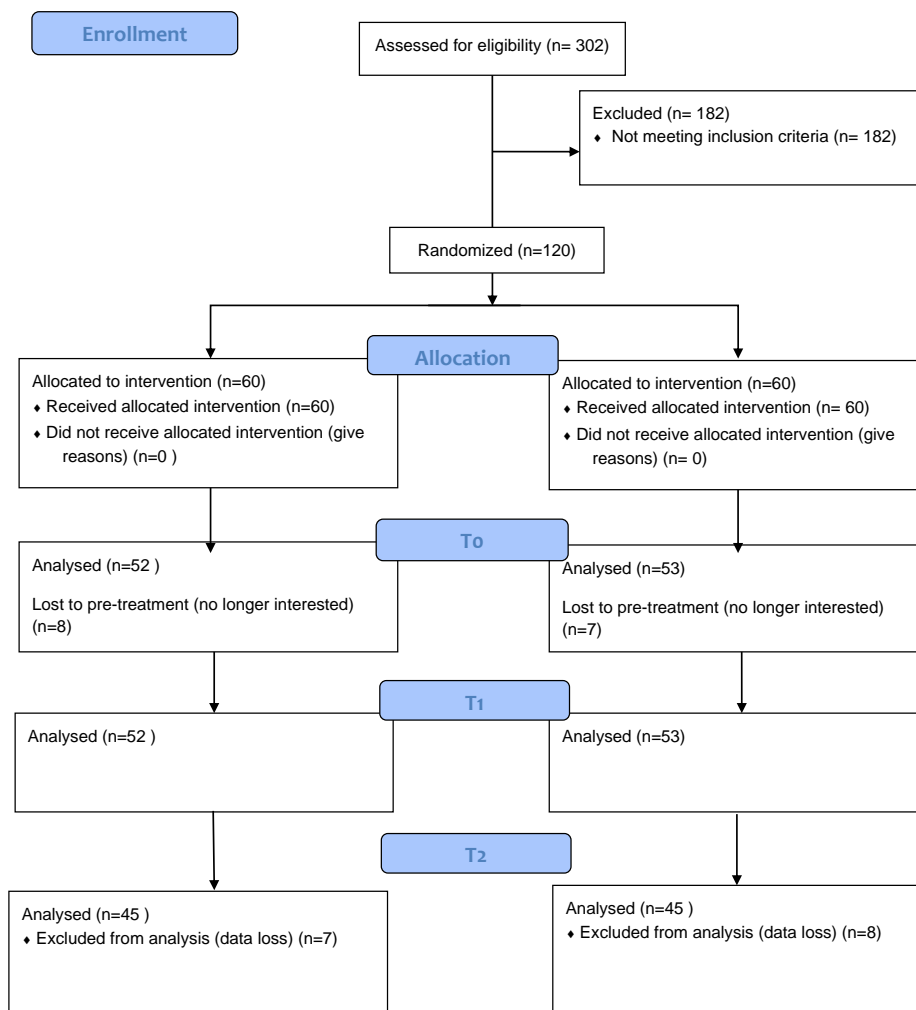 Enrollment
Assessed for eligibility (n= 302)
Excluded (n= 182)
♦ Not meeting inclusion criteria (n= 182)
Randomized (n=120)
Allocation
Allocated to intervention (n=60)
♦ Received allocated intervention (n=60)
♦ Did not receive allocated intervention (give
reasons) (n=0 )
Allocated to intervention (n=60)
♦ Received allocated intervention (n= 60)
♦ Did not receive allocated intervention (give
reasons) (n= 0)
T0
Analysed (n=52 )
Lost to pre-treatment (no longer interested)
(n=8)
Analysed (n=53)
Lost to pre-treatment (no longer interested)
(n=7)
T1
Analysed (n=52 )
Analysed (n=53)
T2
Analysed (n=45 )
♦ Excluded from analysis (data loss) (n=7)
Analysed (n=45 )
♦ Excluded from analysis (data loss) (n=8)